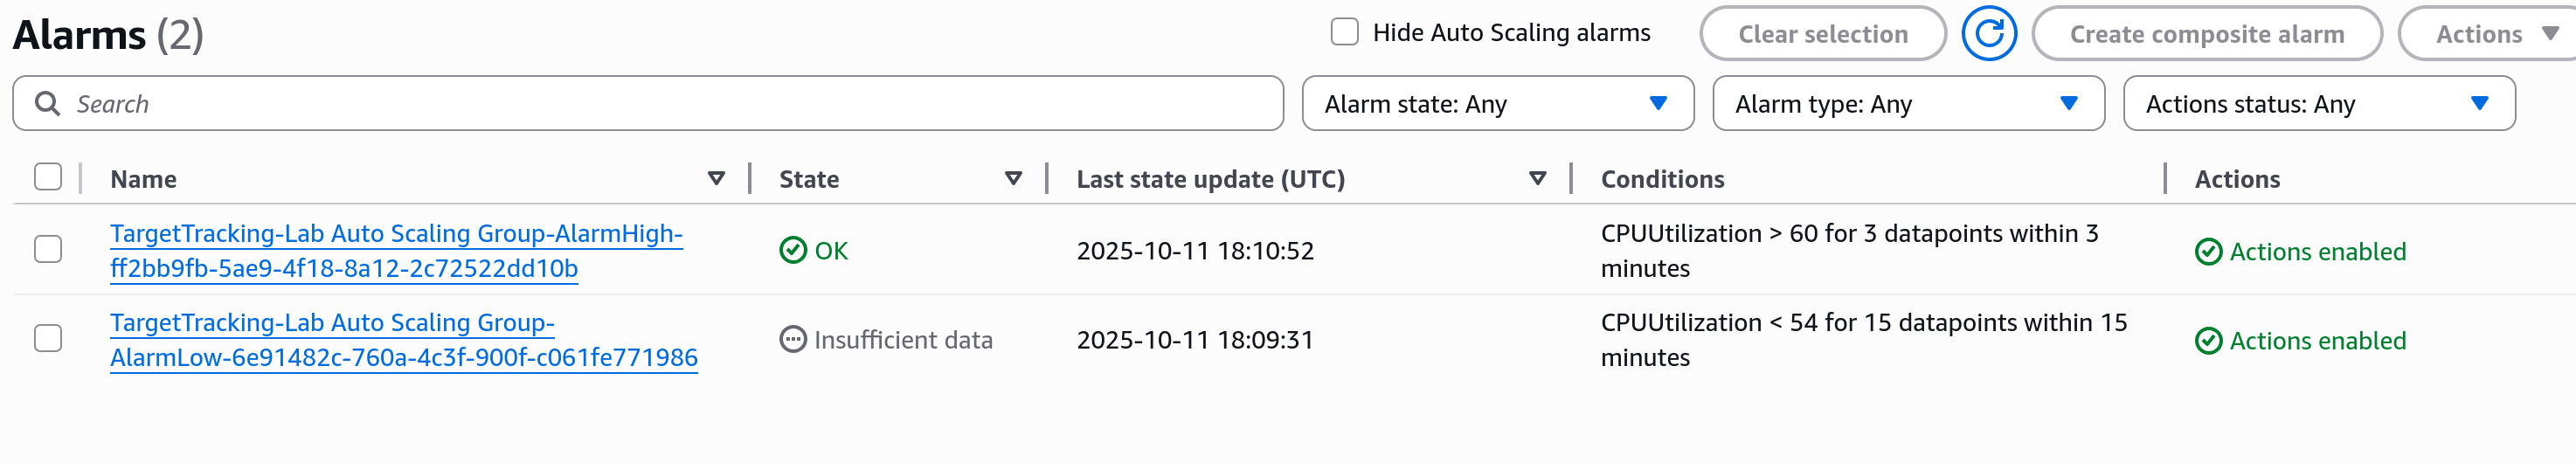 Alarms (2)
Hide Auto Scaling alarms
Clear selection
Create composite alarm
Actions
Search
Alarm state: Any
Alarm type: Any
Actions status: Any
Name
State
Last state update (UTC)
Conditions
Actions
TargetTracking-Lab Auto Scaling Group-AlarmHigh-
ff2bb9fb-5ae9-4f18-8a12-2c72522dd10b
OK
2025-10-11 18:10:52
CPUUtilization > 60 for 3 datapoints within 3
minutes
Actions enabled
TargetTracking-Lab Auto Scaling Group-
AlarmLow-6e91482c-760a-4c3f-900f-c061fe771986
Insufficient data
2025-10-11 18:09:31
CPUUtilization < 54 for 15 datapoints within 15
minutes
Actions enabled